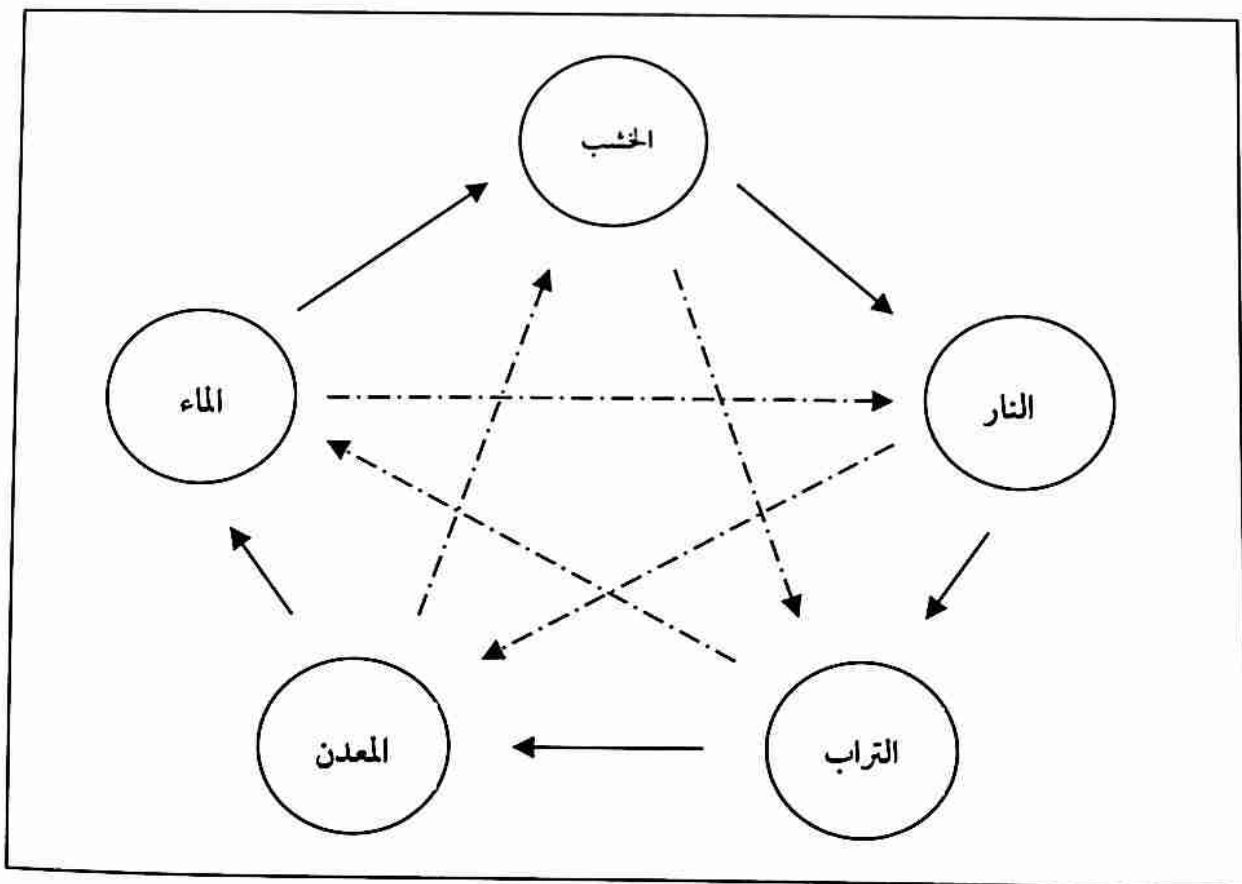 الخشب
النار
الماء
التراب
المعدن